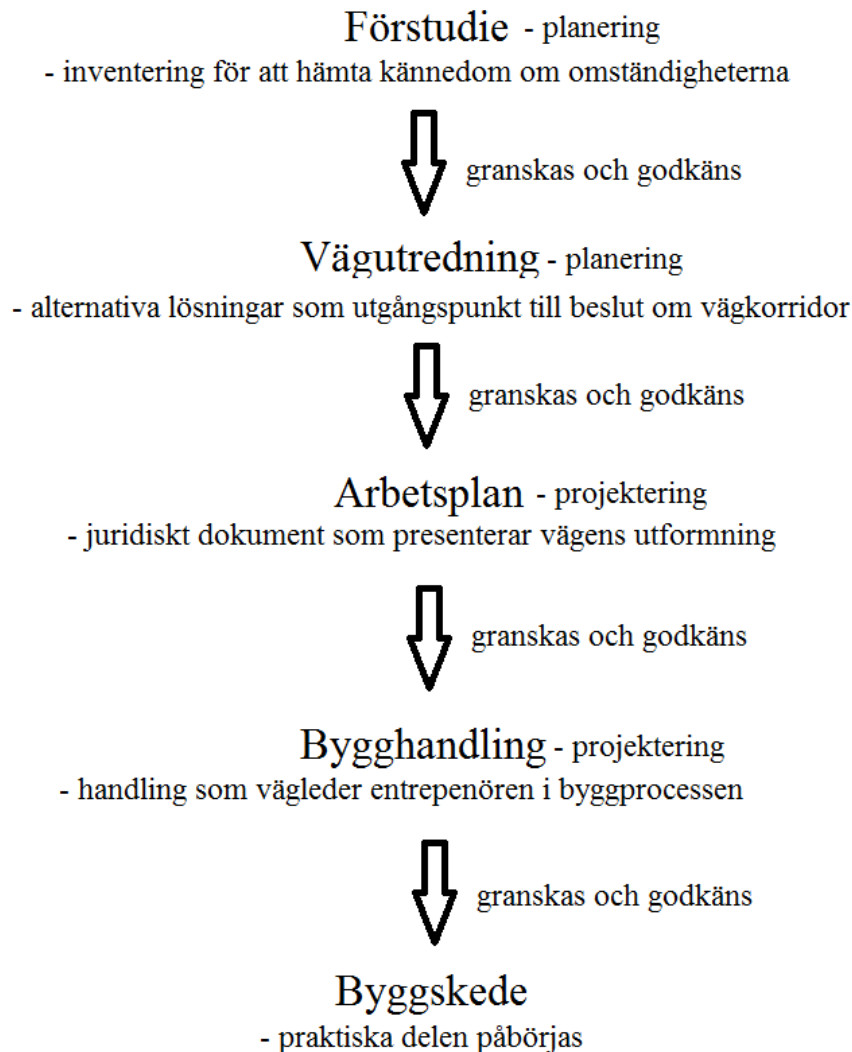 Förstudie - planering
- inventering för att hämta kännedom om omständigheterna
granskas och godkäns
Vägutredning - planering
- alternativa lösningar som utgångspunkt till beslut om vägkorridor
granskas och godkäns
Arbetsplan - projektering
- juridiskt dokument som presenterar vägens utformning
granskas och godkäns
Bygghandling - projektering
- handling som vägleder entrepenören i byggprocessen
granskas och godkäns
Byggskede
- praktiska delen påbörjas